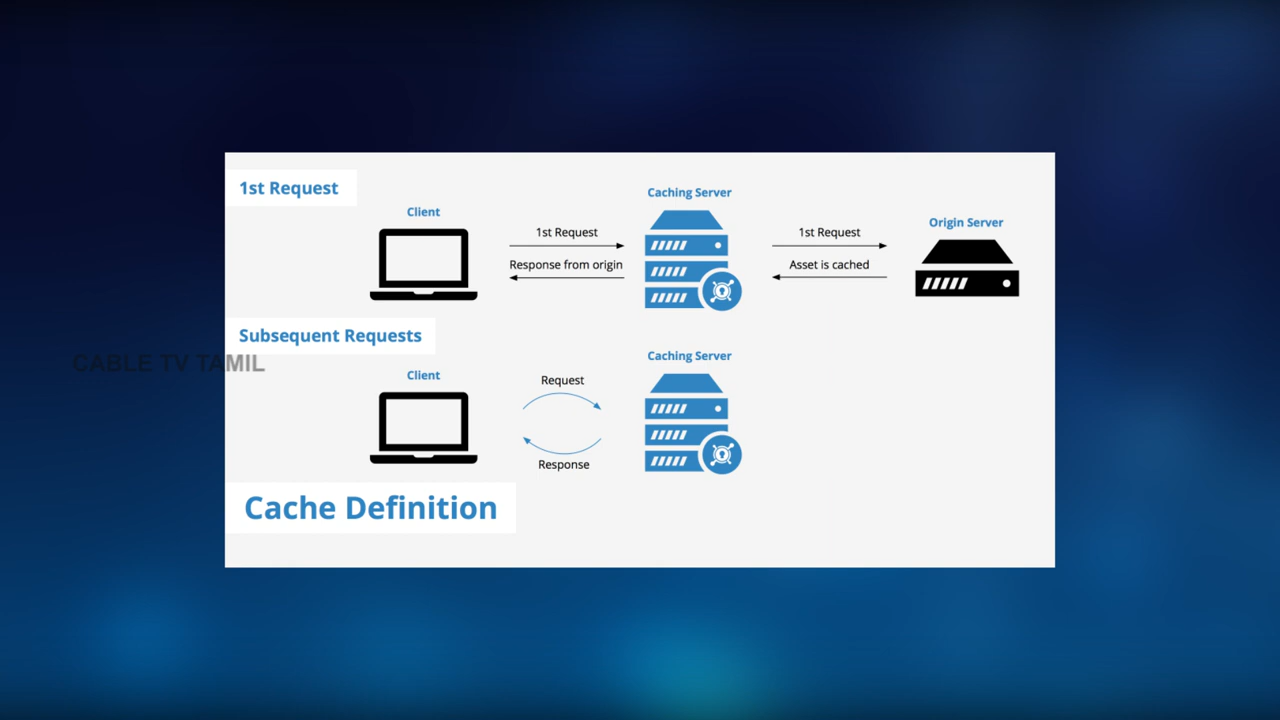 1st Request
Caching Server
Client
Origin Server
1st Request
1st Request
Response from origin
Asset is cached
Subsequent Requests
CABLE TV TAMIL
Caching Server
Client
Request
Response
Cache Definition